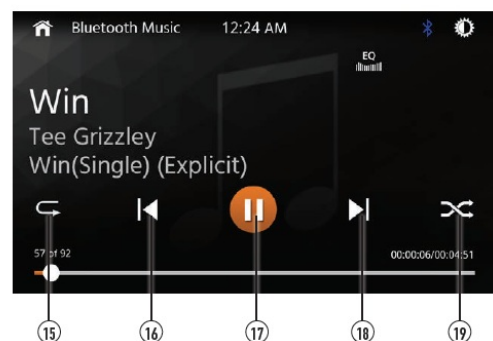 Bluetooth Music 12:24 AM
EQ
Win
Tee Grizzley
Win(Single) (Explicit)
57 of 92 00:00:06/00:04:51
15 16 17 18 19